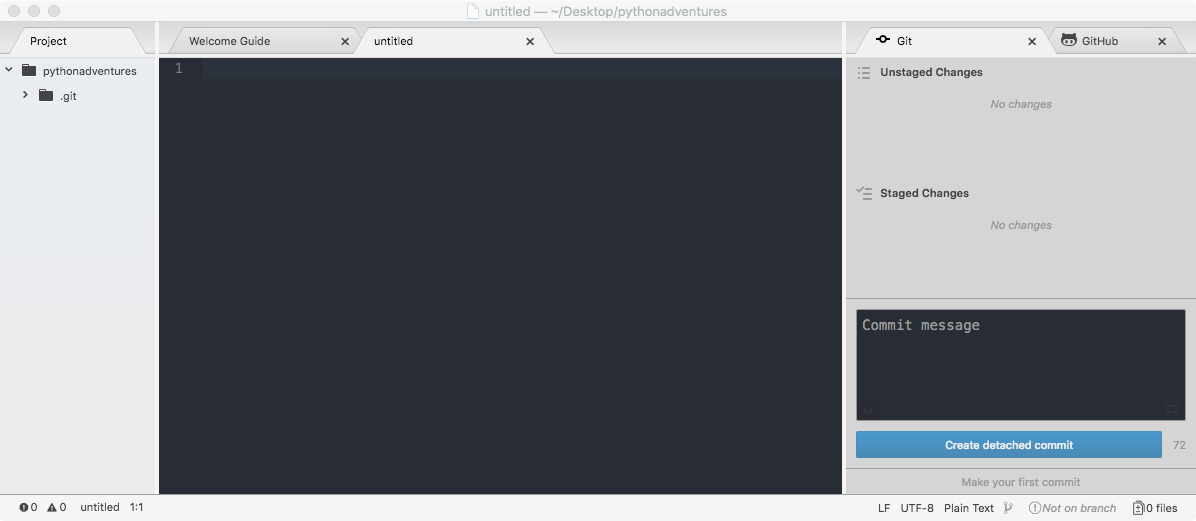 untitled — ~/Desktop/pythonadventures
Project
Welcome Guide
untitled
Git
GitHub
pythonadventures
.git
1
Unstaged Changes
No changes
Staged Changes
No changes
Commit message
Create detached commit 72
Make your first commit
0 0 untitled 1:1
LF UTF-8 Plain Text Not on branch 0 files